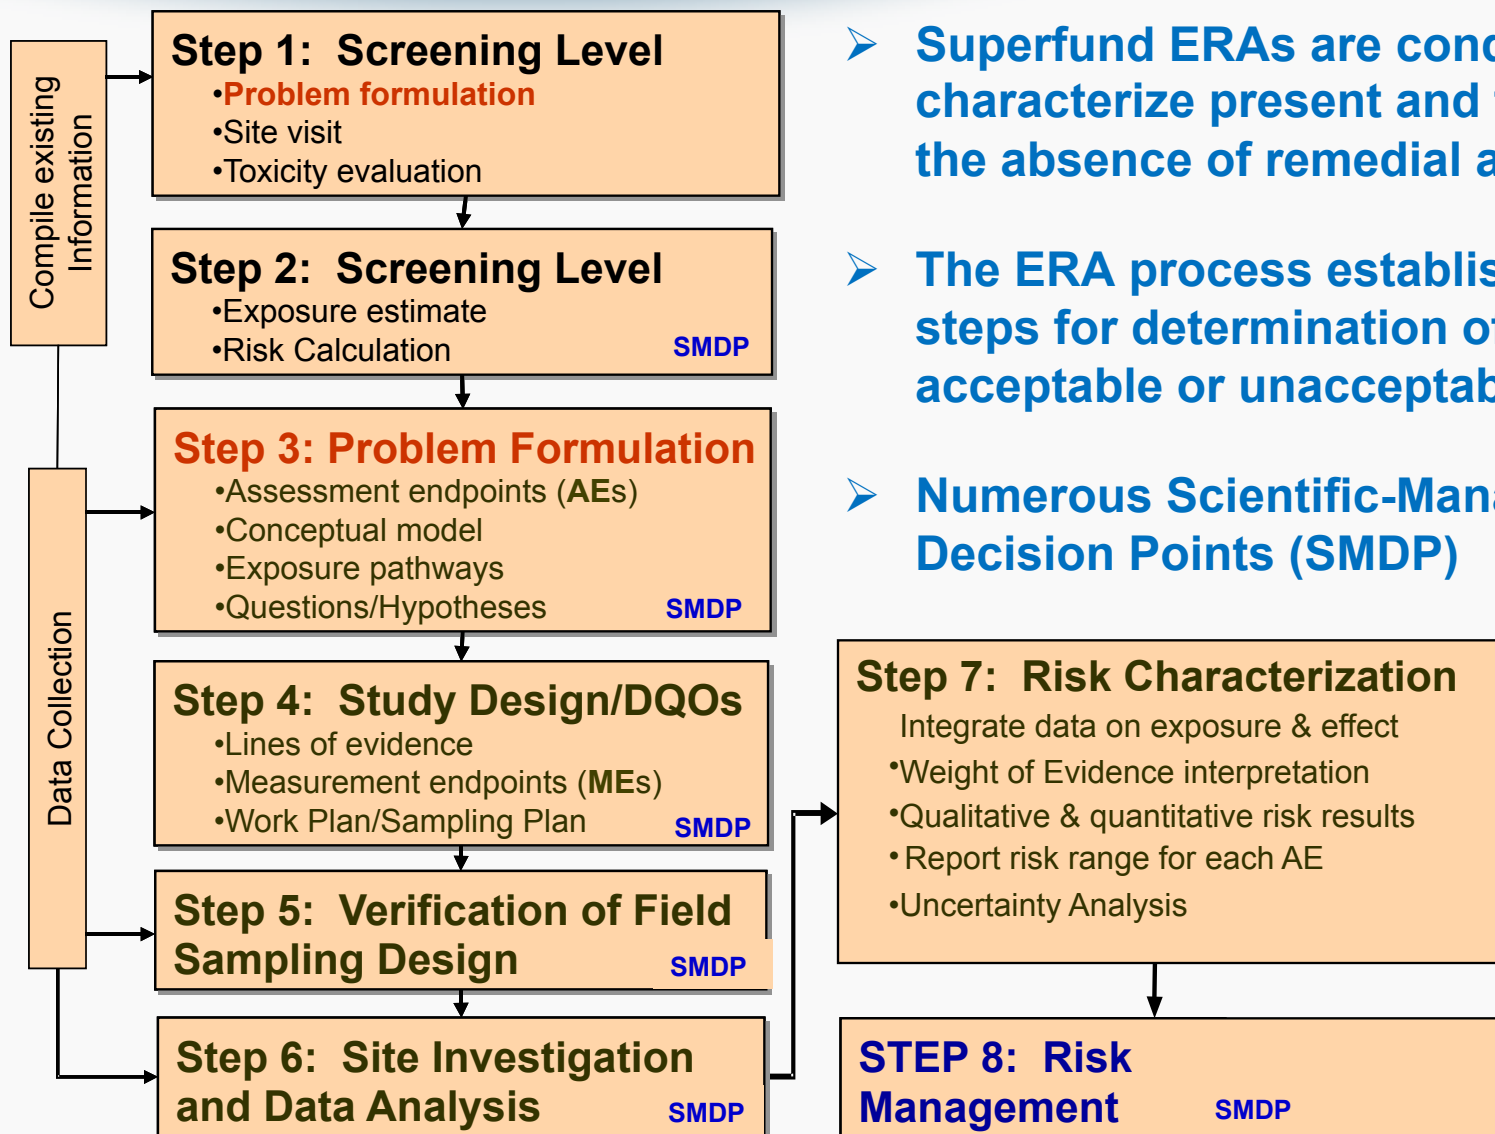 Compile existing
Information
Data Collection
Step 1: Screening Level
•Problem formulation
•Site visit
•Toxicity evaluation
Step 2: Screening Level
•Exposure estimate
•Risk Calculation
SMDP
Step 3: Problem Formulation
•Assessment endpoints (AEs)
•Conceptual model
•Exposure pathways
•Questions/Hypotheses
SMDP
Step 4: Study Design/DQOs
•Lines of evidence
•Measurement endpoints (MEs)
•Work Plan/Sampling Plan
SMDP
Step 5: Verification of Field
Sampling Design
SMDP
Step 6: Site Investigation
and Data Analysis
SMDP
➢ Superfund ERAs are
characterize present and
the absence of remedial
➢ The ERA process
steps for determination
acceptable or
➢ Numerous
Decision Points (SMDP)
Step 7: Risk Characterization
Integrate data on exposure & effect
•Weight of Evidence interpretation
•Qualitative & quantitative risk results
• Report risk range for each AE
•Uncertainty Analysis
STEP 8: Risk
Management
SMDP